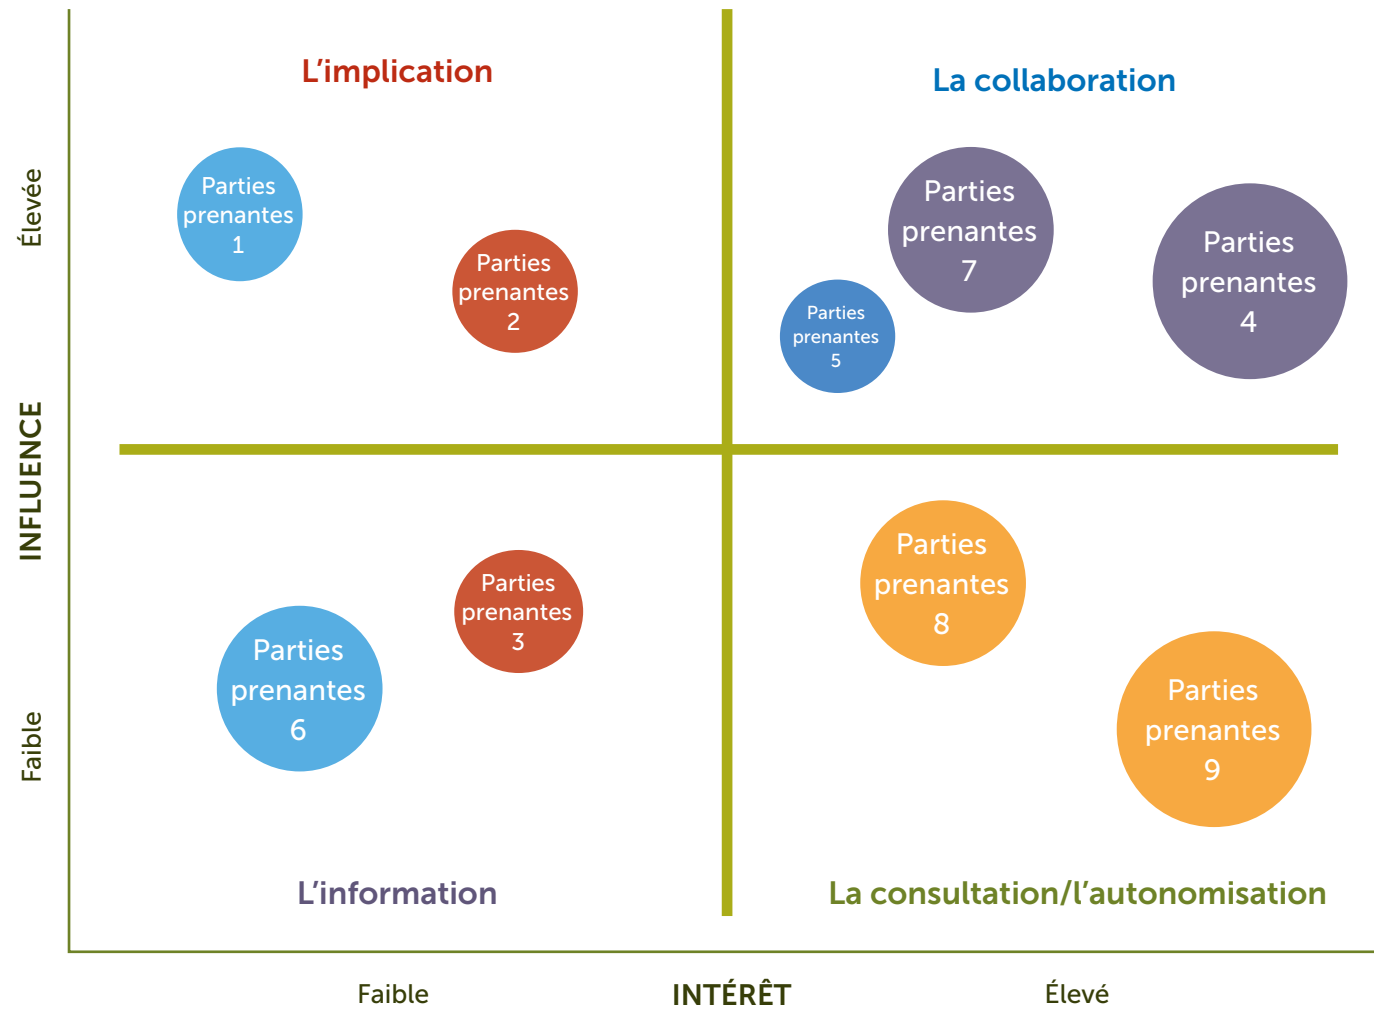 L'implication
La collaboration
Élevée
Parties
prenantes
1
Parties
prenantes
2
Parties
prenantes
7
Parties
prenantes
4
Parties
prenantes
5
INFLUENCE
Parties
prenantes
3
Parties
prenantes
6
Parties
prenantes
8
Parties
prenantes
9
Faible
L'information
La consultation/l'autonomisation
Faible
INTÉRÊT
Élevé